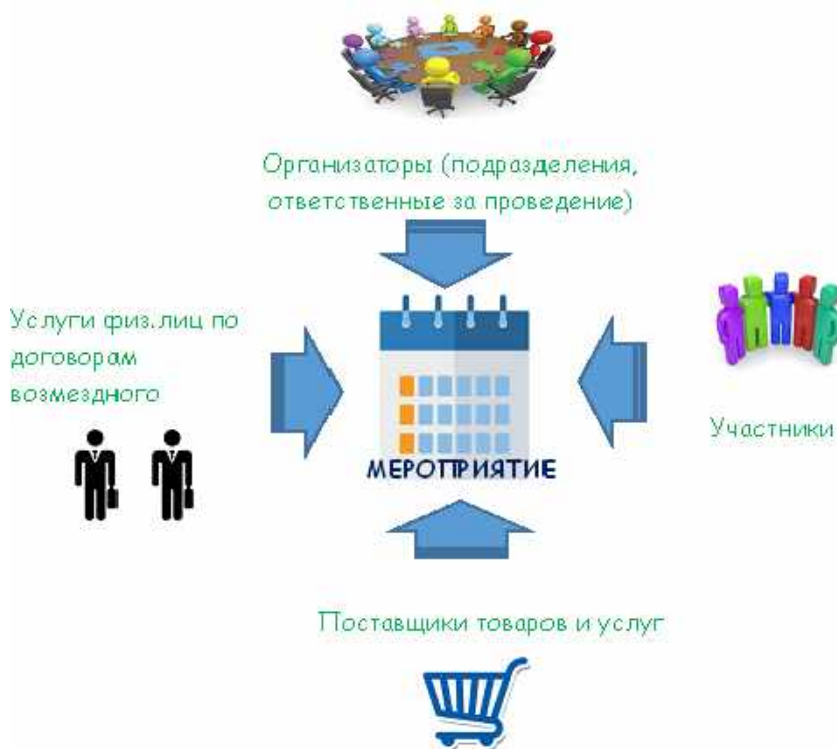 Организаторы (подразделения,
ответственные за проведение)
Услуги физ.лиц по
договорам
возмездного
Участники
МЕРОПРИЯТИЕ
Поставщики товаров и услуг